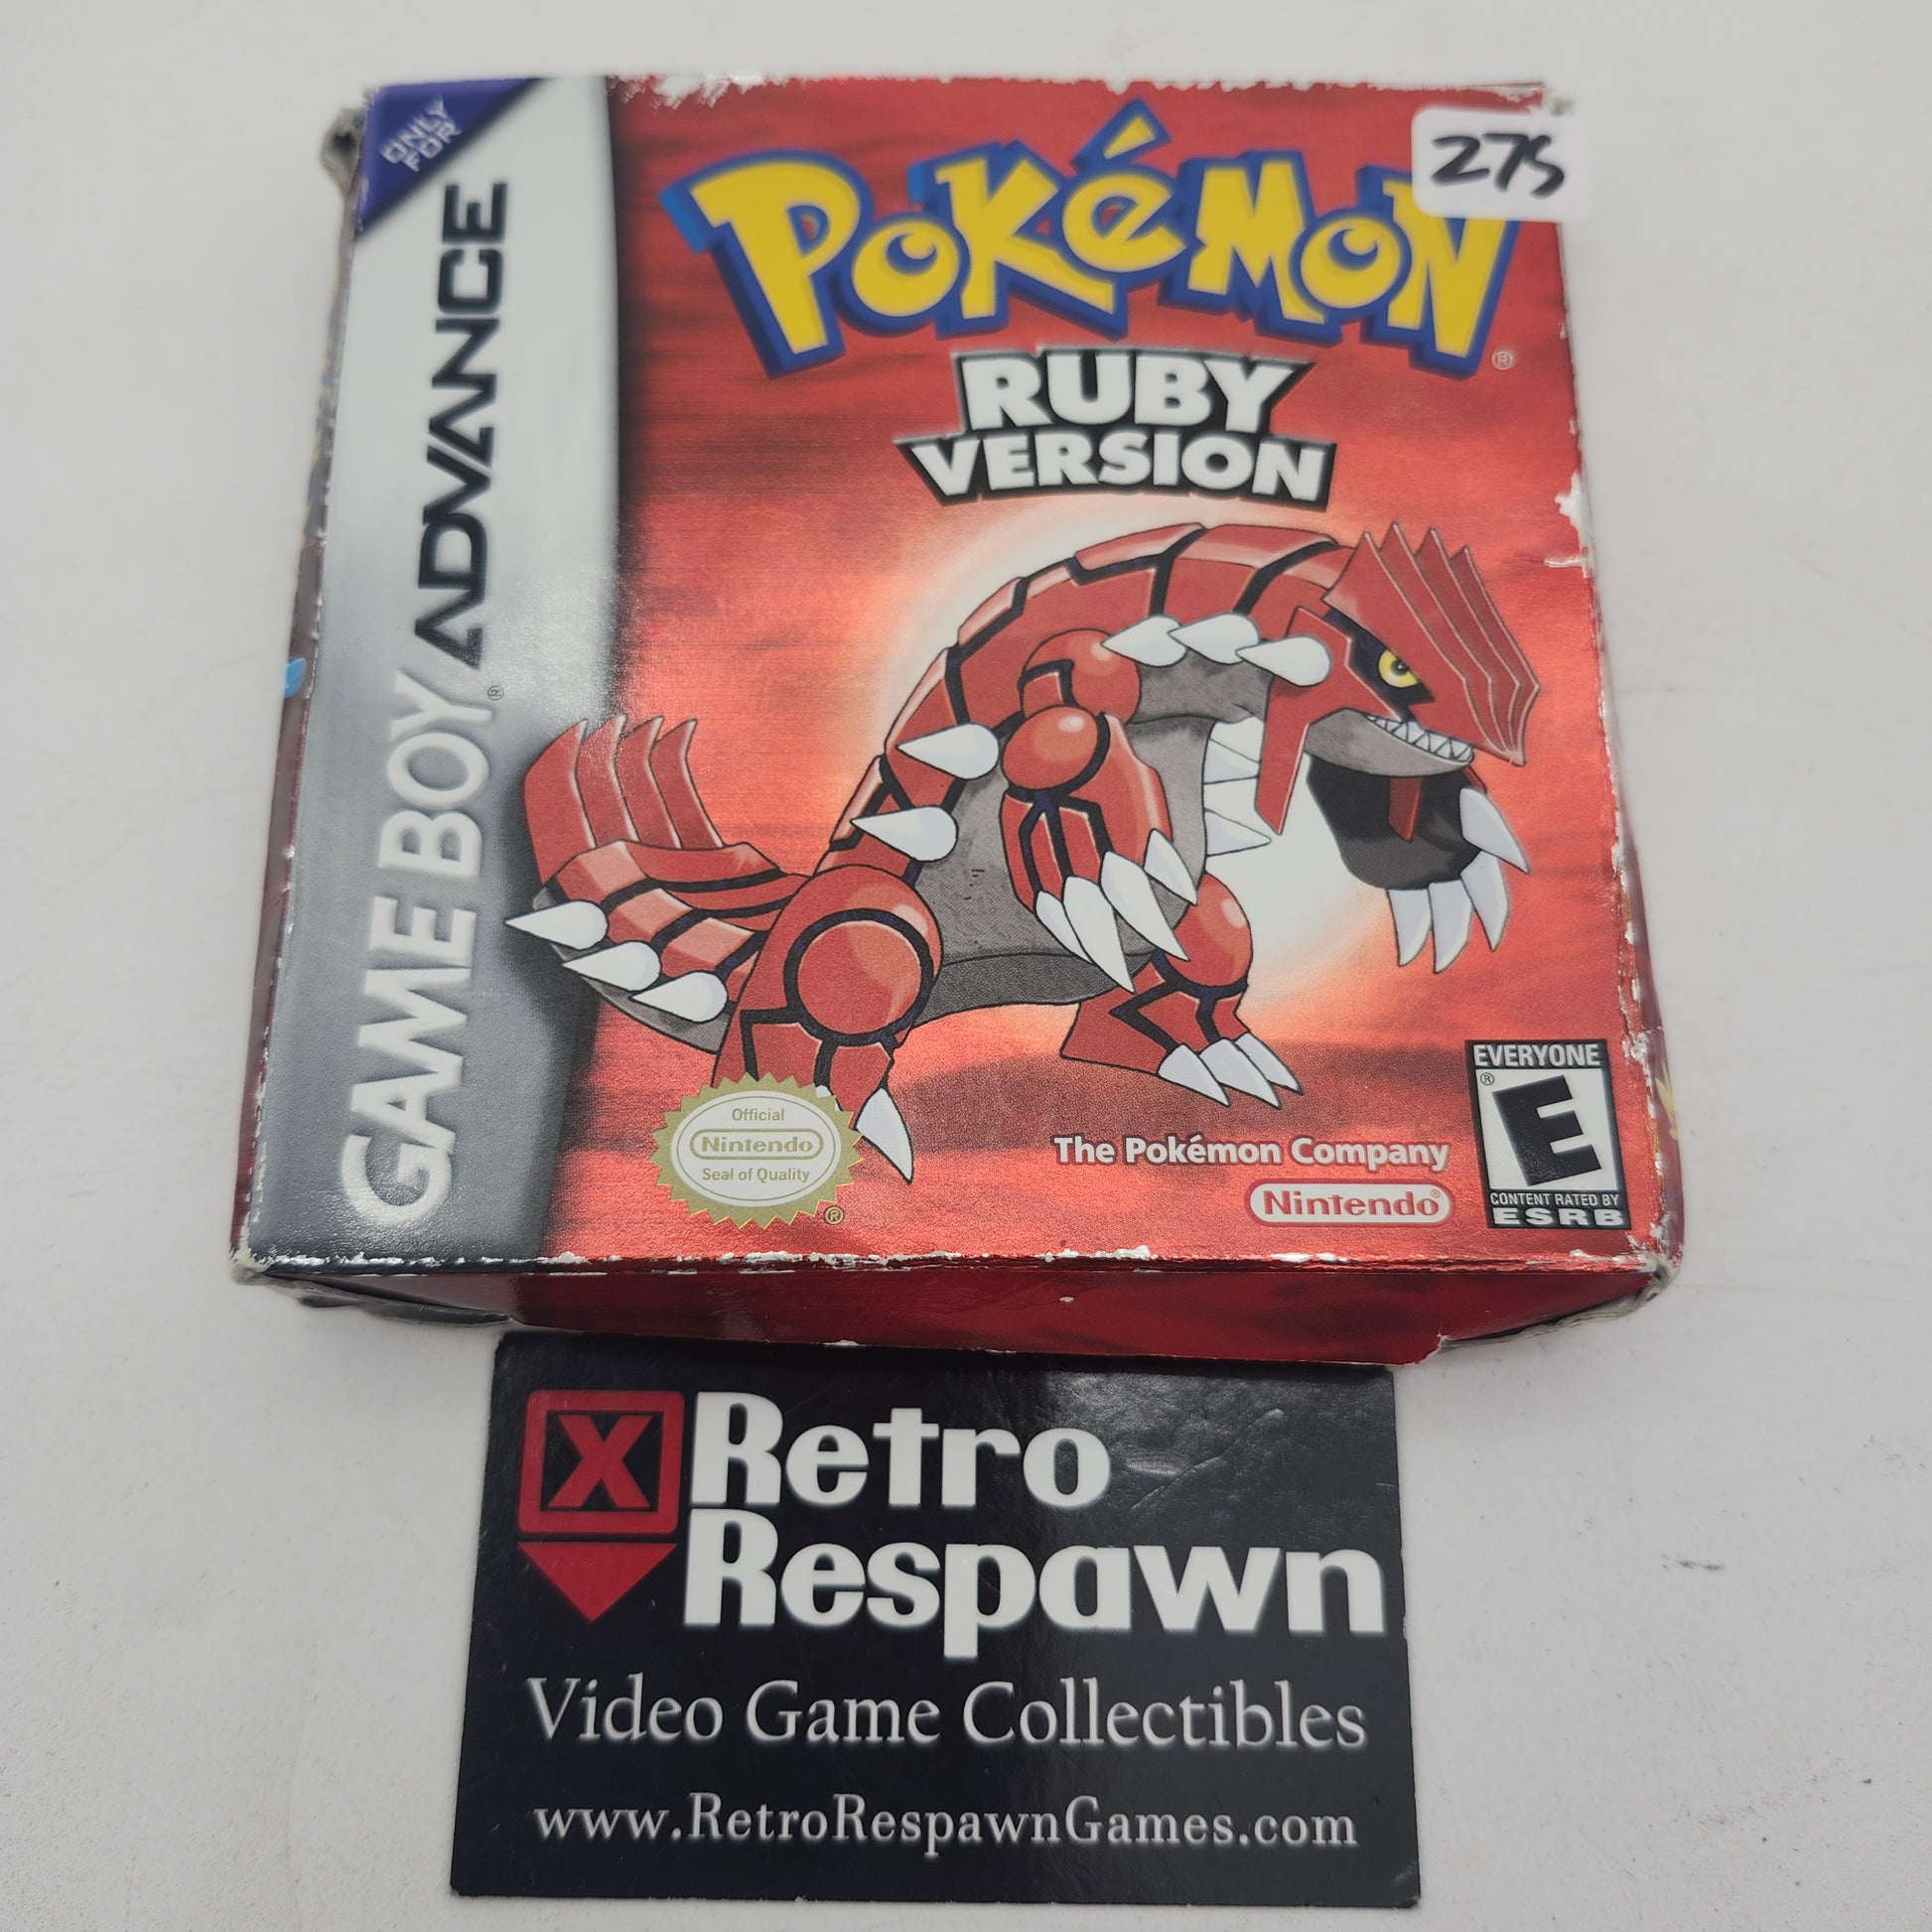 ONLY
FOR
GAME BOY ADVANCE
®
275
POKéMON
®
RUBY
VERSION
Official
Nintendo
Seal of Quality
®
The Pokémon Company
Nintendo®
EVERYONE
®
E
CONTENT RATED BY
ESRB
X
Retro
Respawn
Video Game Collectibles
www.RetroRespawnGames.com